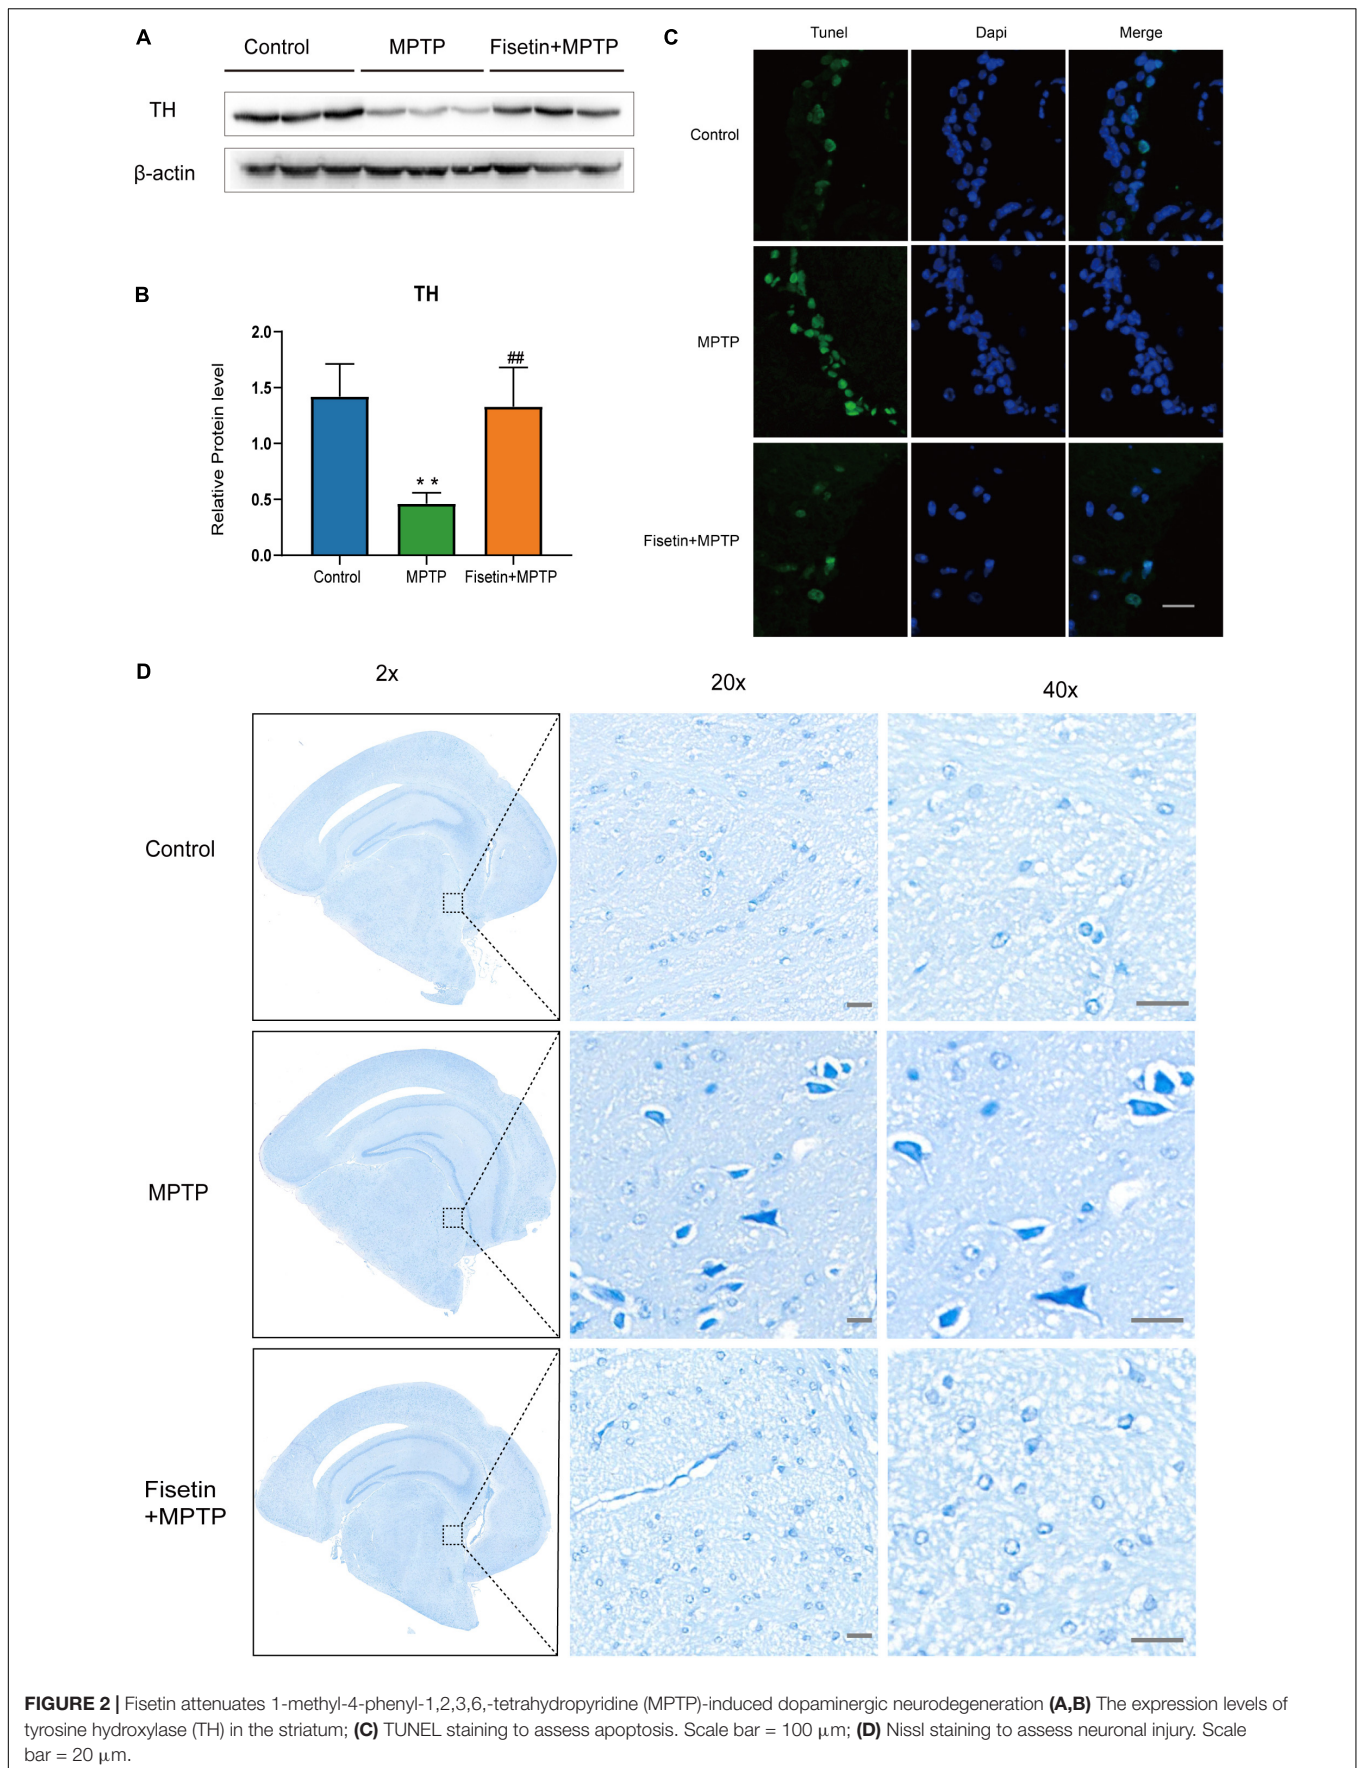 A
Control MPTP Fisetin+MPTP
TH
β-actin
B
TH
Relative Protein level
2.0
1.5
1.0
0.5
0.0
* *
##
Control MPTP Fisetin+MPTP
C
Tunel Dapi Merge
Control
MPTP
Fisetin+MPTP
D
2x 20x 40x
Control
MPTP
Fisetin
+MPTP
FIGURE 2 | Fisetin attenuates 1-methyl-4-phenyl-1,2,3,6,-tetrahydropyridine (MPTP)-induced dopaminergic neurodegeneration (A,B) The expression levels of
tyrosine hydroxylase (TH) in the striatum; (C) TUNEL staining to assess apoptosis. Scale bar = 100 μm; (D) Nissl staining to assess neuronal injury. Scale
bar = 20 μm.